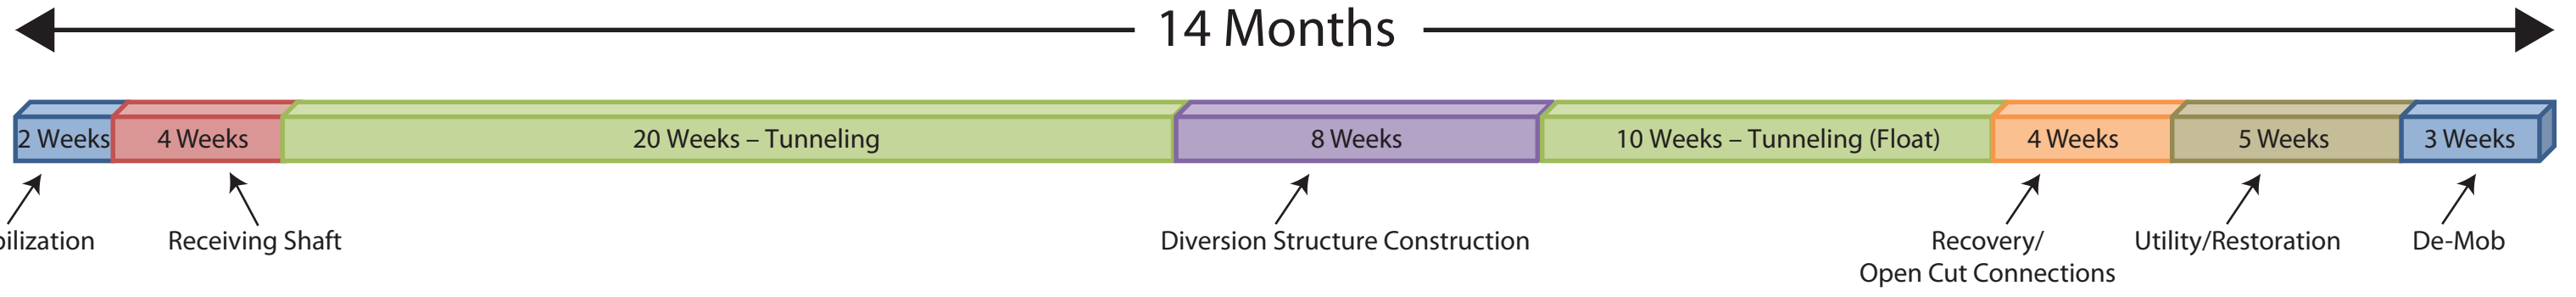 14 Months
2 Weeks
4 Weeks
20 Weeks – Tunneling
8 Weeks
10 Weeks – Tunneling (Float)
4 Weeks
5 Weeks
3 Weeks
Receiving Shaft
Diversion Structure Construction
Recovery/
Open Cut Connections
Utility/Restoration
De-Mob